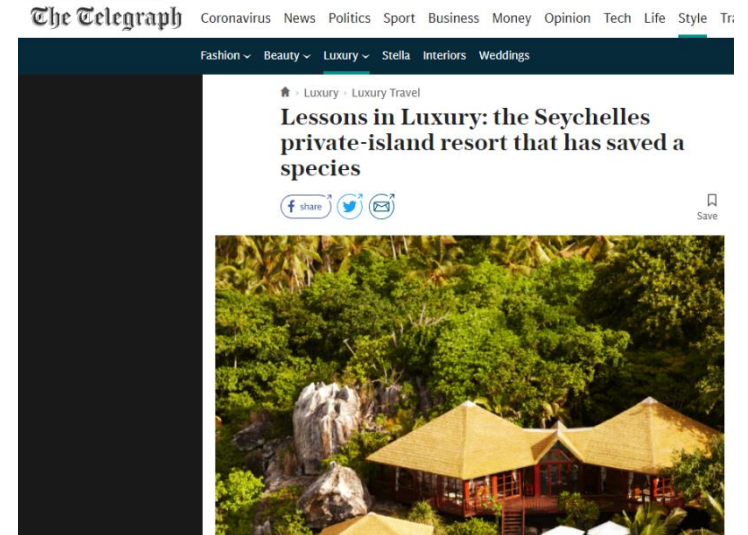 The Telegraph
Coronavirus News Politics Sport Business Money Opinion Tech Life Style
Fashion Beauty Luxury Stella Interiors Weddings
Luxury Luxury Travel
Lessons in Luxury: the Seychelles
private-island resort that has saved a
species
share
Save